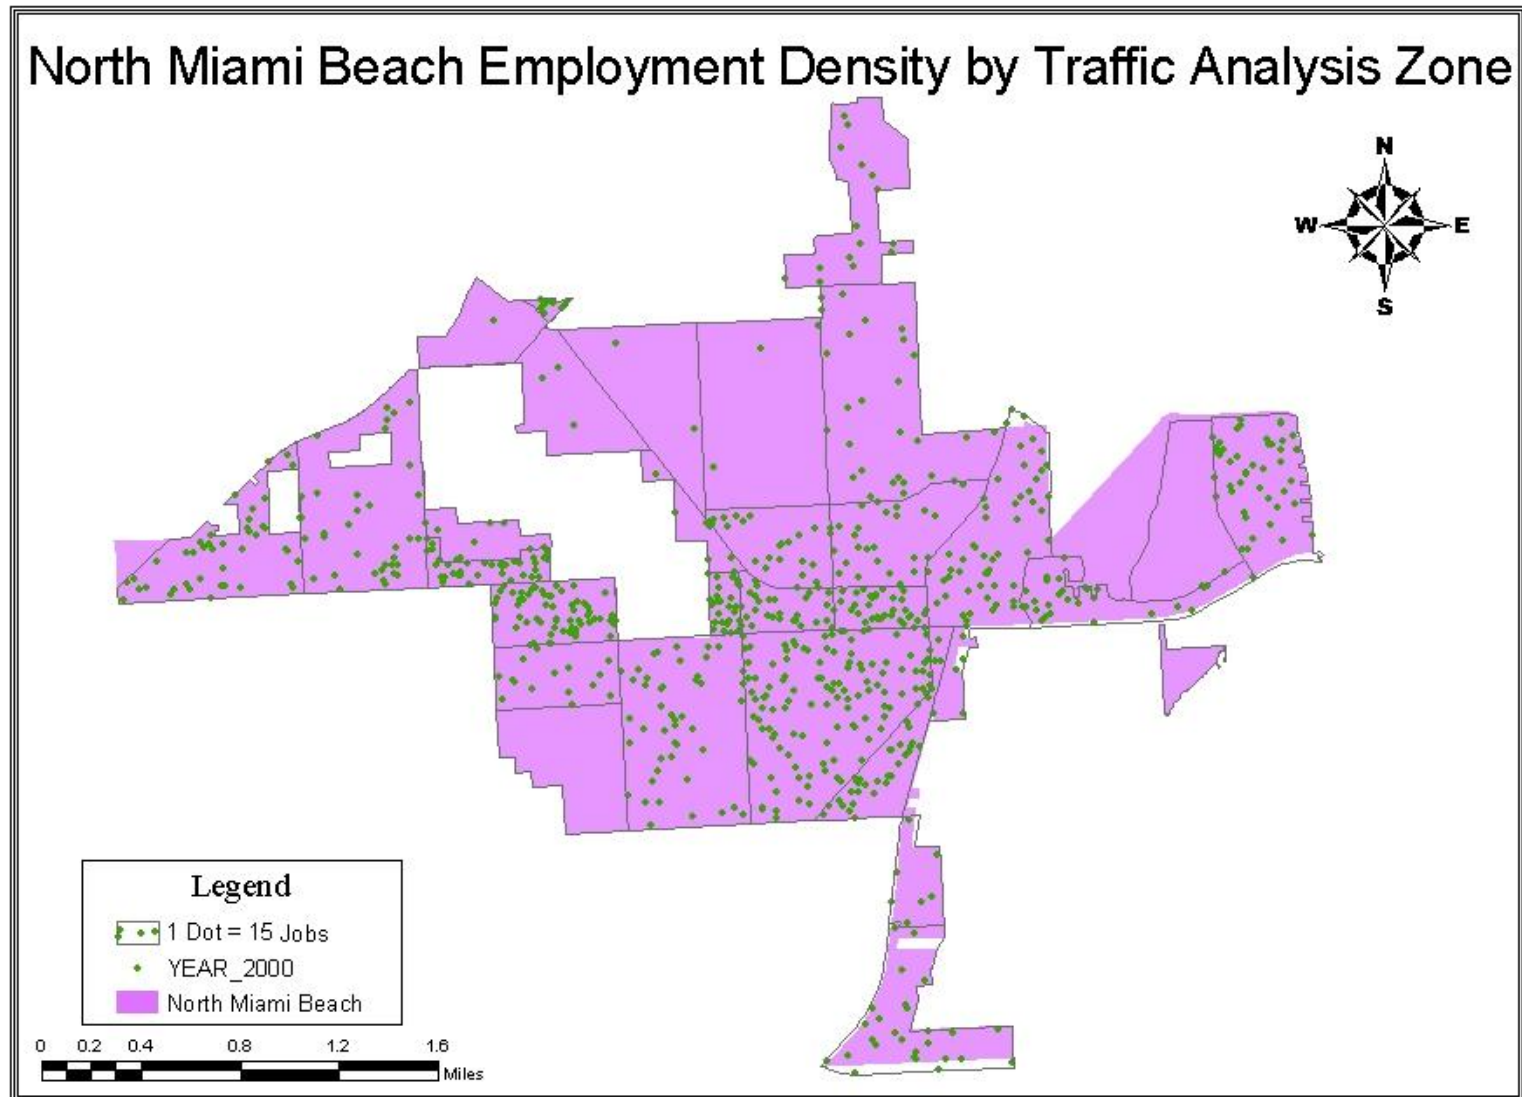 North Miami Beach Employment Density by Traffic Analysis Zone
N
W E
S
Legend
1 Dot = 15 Jobs
YEAR_2000
North Miami Beach
0 0.2 0.4 0.8 1.2 1.6
Miles